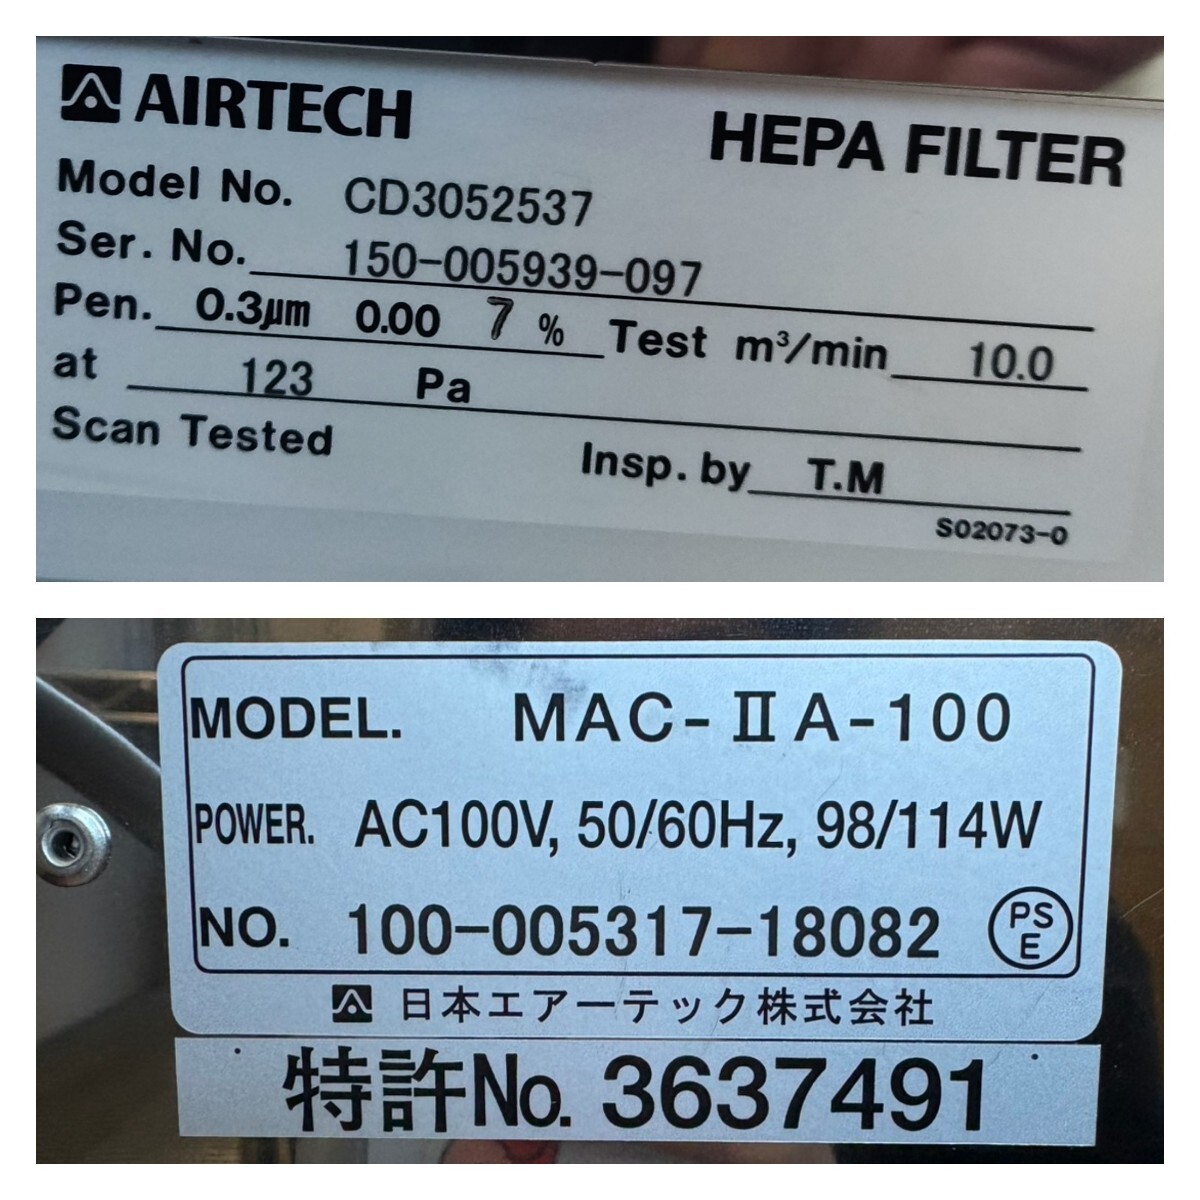 AIRTECH HEPA FILTER
Model No. CD3052537
Ser. No. 150-005939-097
Pen. 0.3μm 0.00 7 % Test m³/min 10.0
at 123 Pa
Scan Tested Insp. by T.M
S02073-0
MODEL. MAC-ⅡA-100
POWER. AC100V, 50/60Hz, 98/114W
NO. 100-005317-18082 PSE
日本エアーテック株式会社
特許No. 3637491